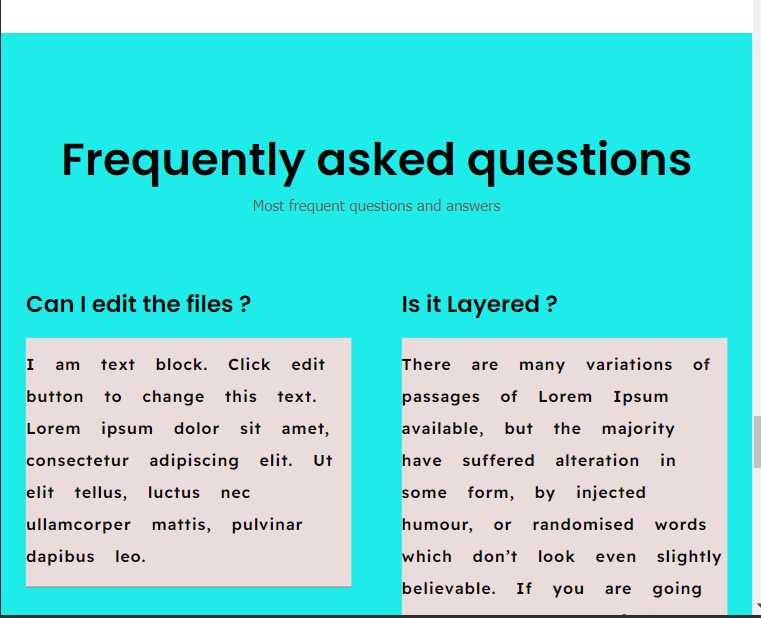 Frequently asked questions
Most frequent questions and answers
Can I edit the files ?
I am text block. Click edit
button to change this text.
Lorem ipsum dolor sit amet,
consectetur adipiscing elit. Ut
elit tellus, luctus nec
ullamcorper mattis, pulvinar
dapibus leo.
Is it Layered ?
There are many variations of
passages of Lorem Ipsum
available, but the majority
have suffered alteration in
some form, by injected
humour, or randomised words
which don’t look even slightly
believable. If you are going